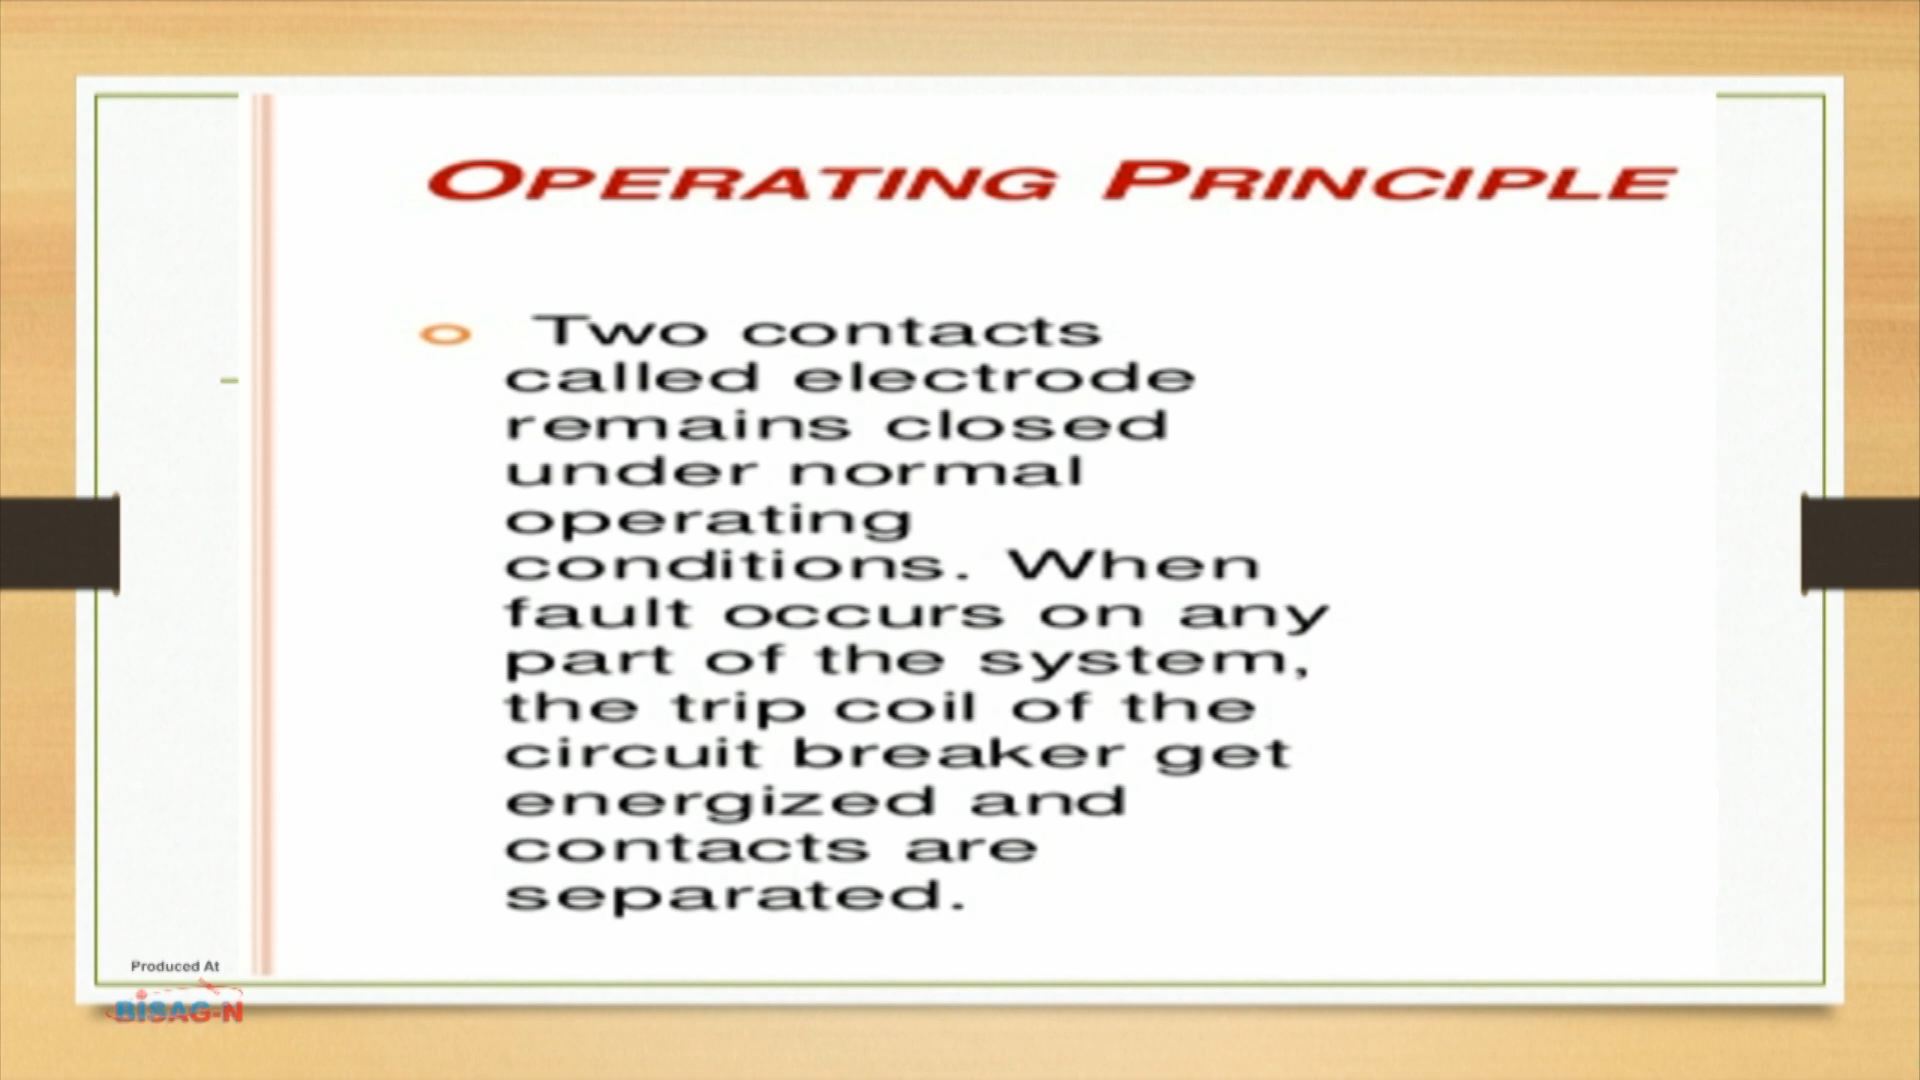 OPERATING PRINCIPLE
Two contacts
called electrode
remains closed
under normal
operating
conditions. When
fault occurs on any
part of the system,
the trip coil of the
circuit breaker get
energized and
contacts are
separated.
Produced At
BISAG-N